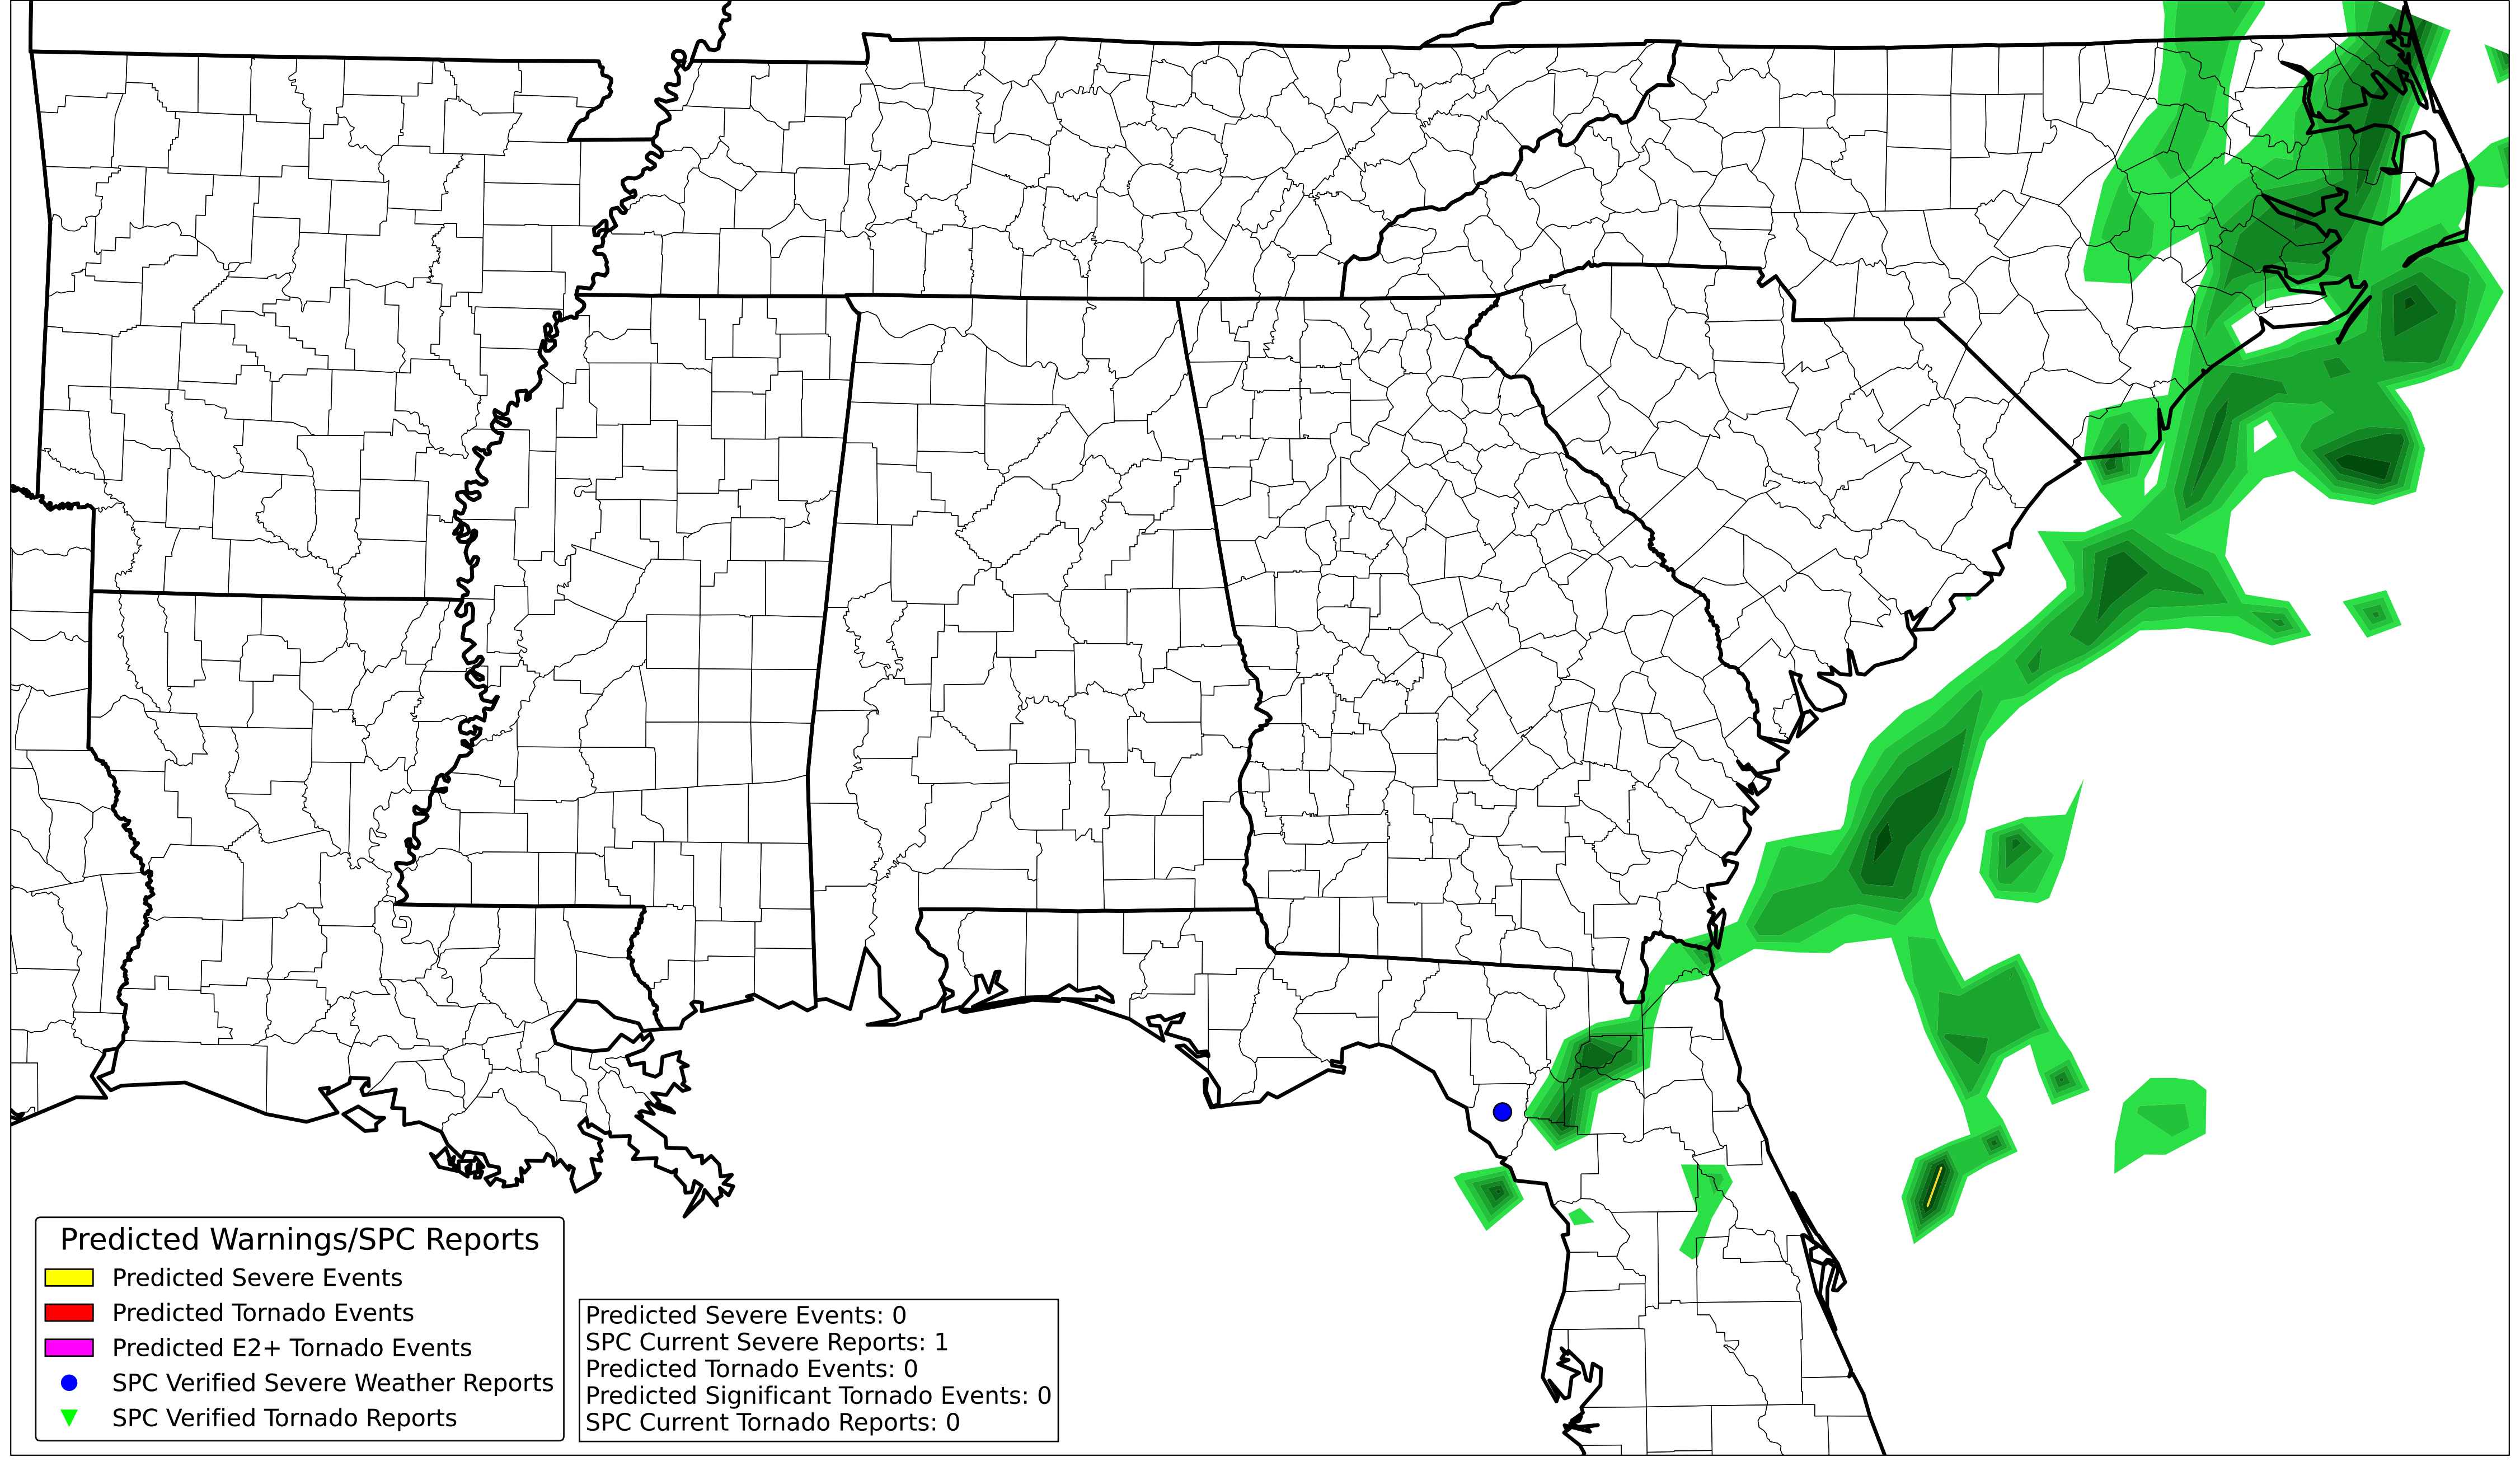 Predicted Warnings/SPC Reports
Predicted Severe Events
Predicted Tornado Events
Predicted E2+ Tornado Events
SPC Verified Severe Weather Reports
SPC Verified Tornado Reports
Predicted Severe Events: 0
SPC Current Severe Reports: 1
Predicted Tornado Events: 0
Predicted Significant Tornado Events: 0
SPC Current Tornado Reports: 0